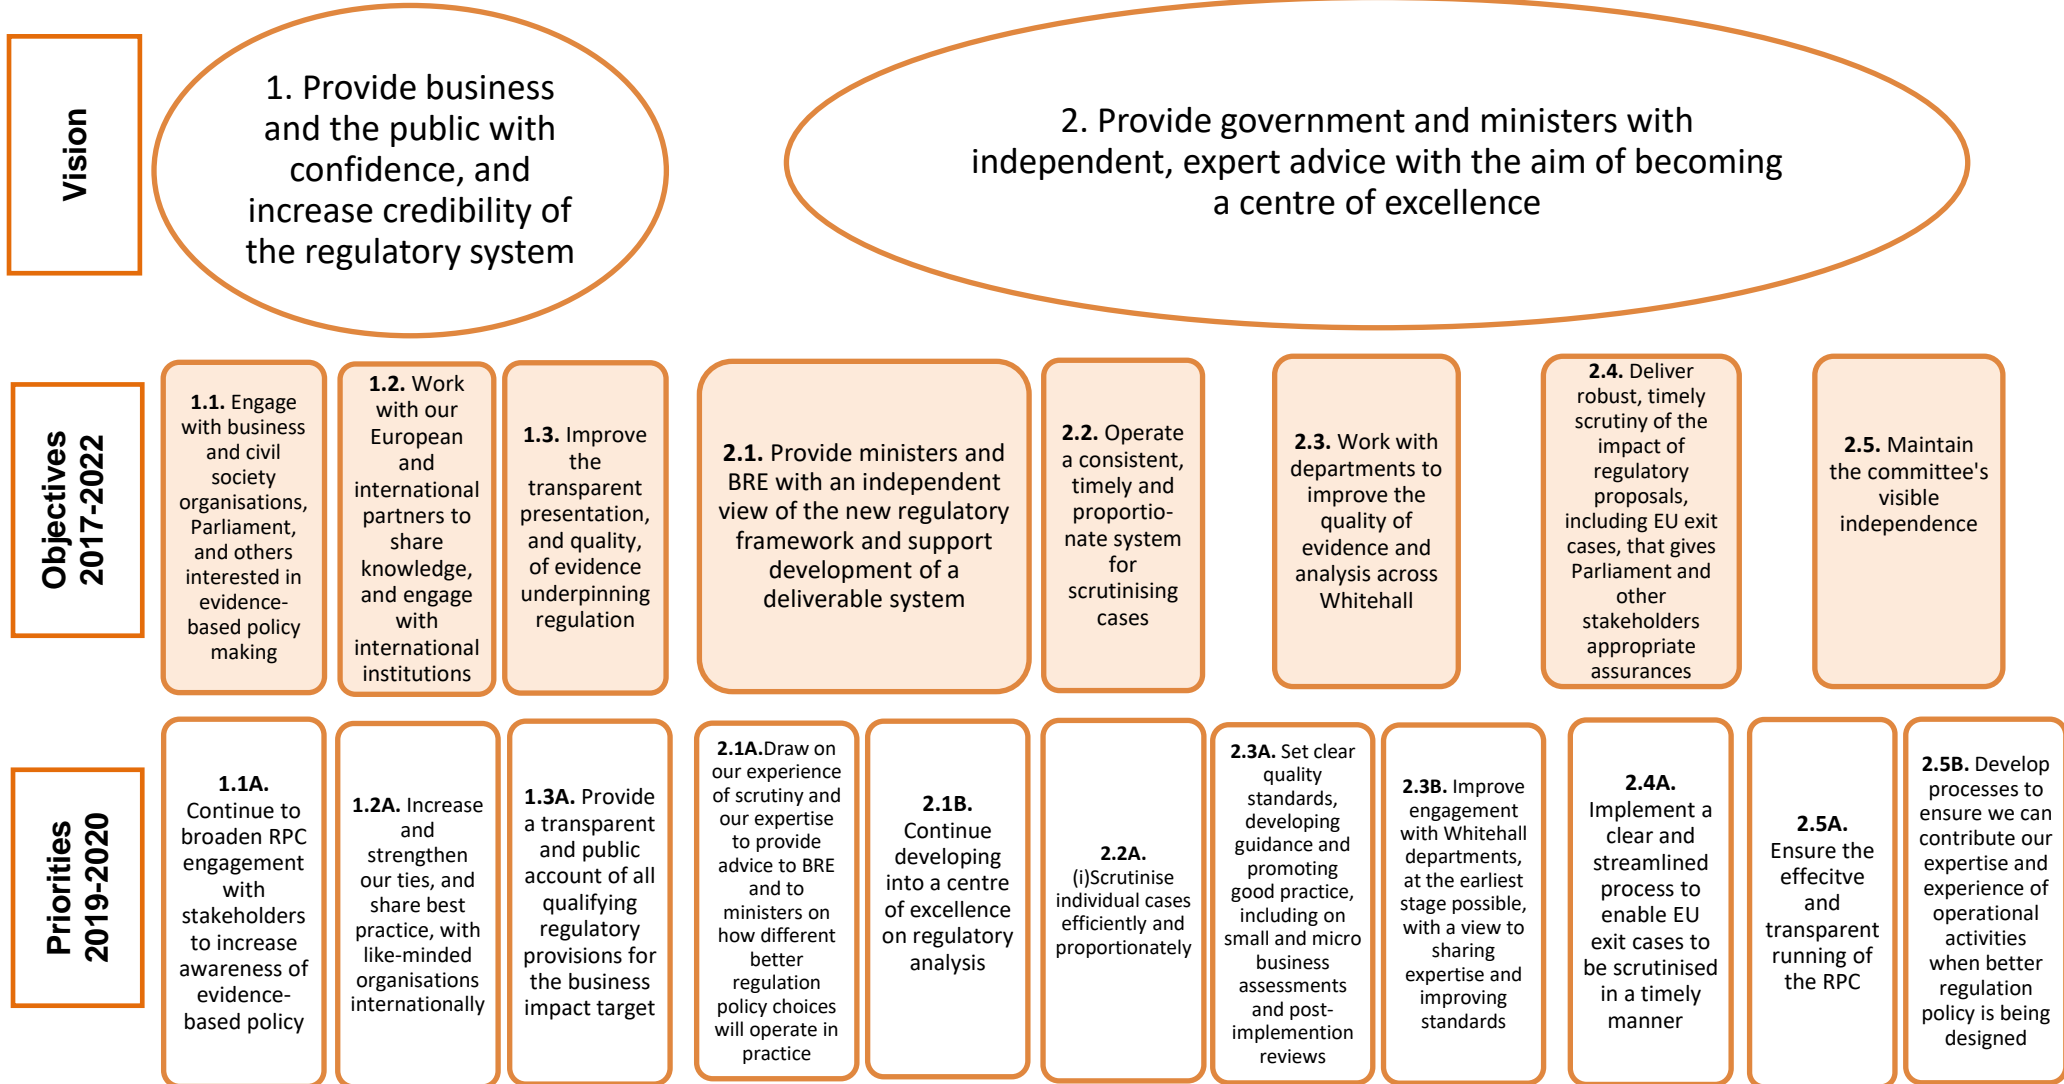 Vision
1. Provide business
and the public with
confidence, and
increase credibility of
the regulatory system
2. Provide government and ministers with
independent, expert advice with the aim of becoming
a centre of excellence
Objectives
2017-2022
1.1. Engage
with business
and civil
society
organisations,
Parliament,
and others
interested in
evidence-
based policy
making
1.2. Work
with our
European
and
international
partners to
share
knowledge,
and engage
with
international
institutions
1.3. Improve
the
transparent
presentation,
and quality,
of evidence
underpinning
regulation
2.1. Provide ministers and
BRE with an independent
view of the new regulatory
framework and support
development of a
deliverable system
2.2. Operate
a consistent,
timely and
proportio-
nate system
for
scrutinising
cases
2.3. Work with
departments to
improve the
quality of
evidence and
analysis across
Whitehall
2.4. Deliver
robust, timely
scrutiny of the
impact of
regulatory
proposals,
including EU exit
cases, that gives
Parliament and
other
stakeholders
appropriate
assurances
2.5. Maintain
the committee's
visible
independence
Priorities
2019-2020
1.1A.
Continue to
broaden RPC
engagement
with
stakeholders
to increase
awareness of
evidence-
based policy
1.2A. Increase
and
strengthen
our ties, and
share best
practice, with
like-minded
organisations
internationally
1.3A. Provide
a transparent
and public
account of all
qualifying
regulatory
provisions for
the business
impact target
2.1A.Draw on
our experience
of scrutiny and
our expertise
to provide
advice to BRE
and to
ministers on
how different
better
regulation
policy choices
will operate in
practice
2.1B.
Continue
developing
into a centre
of excellence
on regulatory
analysis
2.2A.
(i)Scrutinise
individual cases
efficiently and
proportionately
2.3A. Set clear
quality
standards,
developing
guidance and
promoting
good practice,
including on
small and micro
business
assessments
and post-
implemention
reviews
2.3B. Improve
engagement
with Whitehall
departments,
at the earliest
stage possible,
with a view to
sharing
expertise and
improving
standards
2.4A.
Implement a
clear and
streamlined
process to
enable EU
exit cases to
be scrutinised
in a timely
manner
2.5A.
Ensure the
effecitve
and
transparent
running of
the RPC
2.5B. Develop
processes to
ensure we can
contribute our
expertise and
experience of
operational
activities
when better
regulation
policy is being
designed